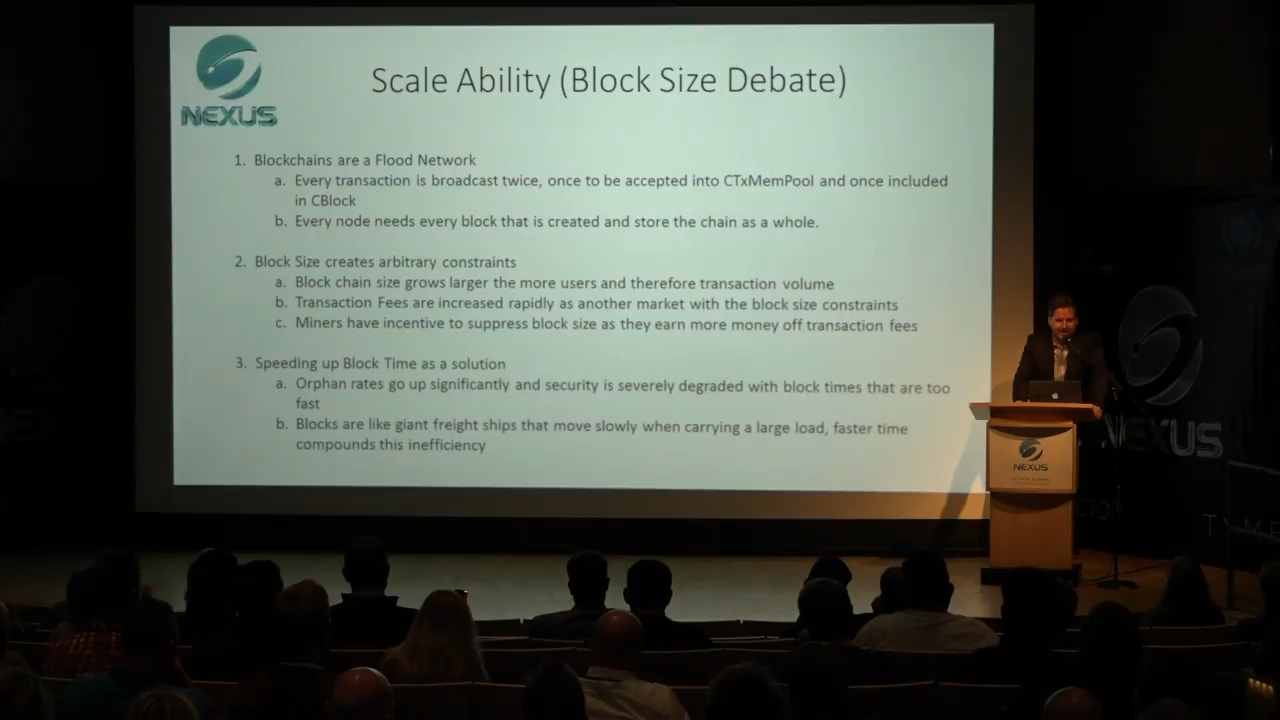 NEXUS
Scale Ability (Block Size Debate)
1. Blockchains are a Flood Network
a. Every transaction is broadcast twice, once to be accepted into CTxMemPool and once included
in CBlock
b. Every node needs every block that is created and store the chain as a whole.
2. Block Size creates arbitrary constraints
a. Block chain size grows larger the more users and therefore transaction volume
b. Transaction Fees are increased rapidly as another market with the block size constraints
c. Miners have incentive to suppress block size as they earn more money off transaction fees
3. Speeding up Block Time as a solution
a. Orphan rates go up significantly and security is severely degraded with block times that are too
fast
b. Blocks are like giant freight ships that move slowly when carrying a large load, faster time
compounds this inefficiency
NEXUS
NEXUS